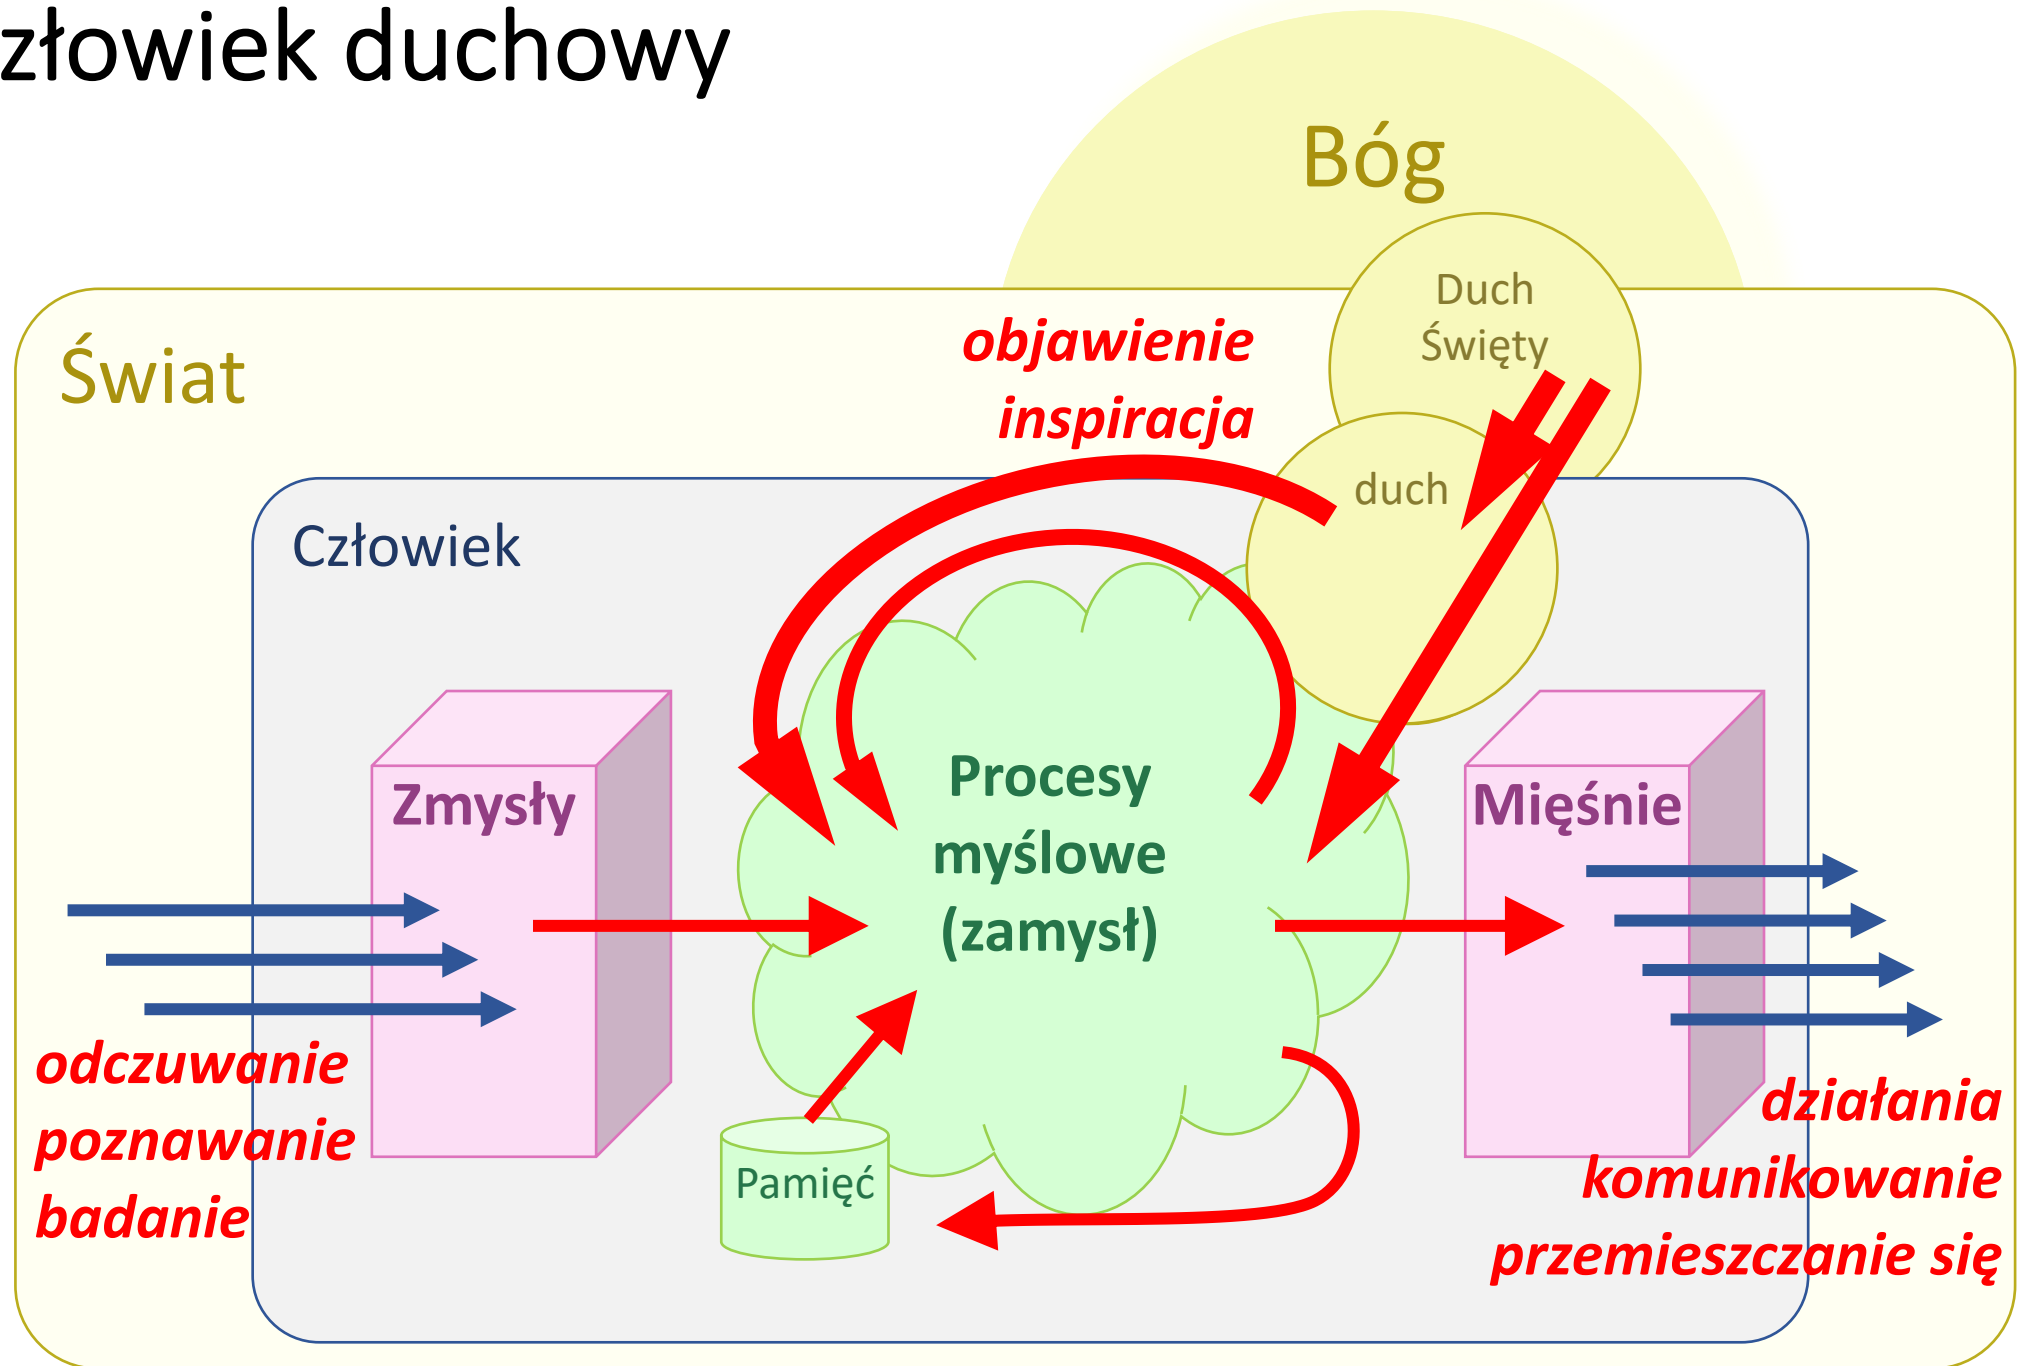 złowiek duchowy
Bóg
Duch
Święty
Świat
objawienie
inspiracja
duch
Człowiek
Procesy
myślowe
(zamysł)
Zmysły
Mięśnie
odczuwanie
poznawanie
badanie
Pamięć
działania
komunikowanie
przemieszczanie się